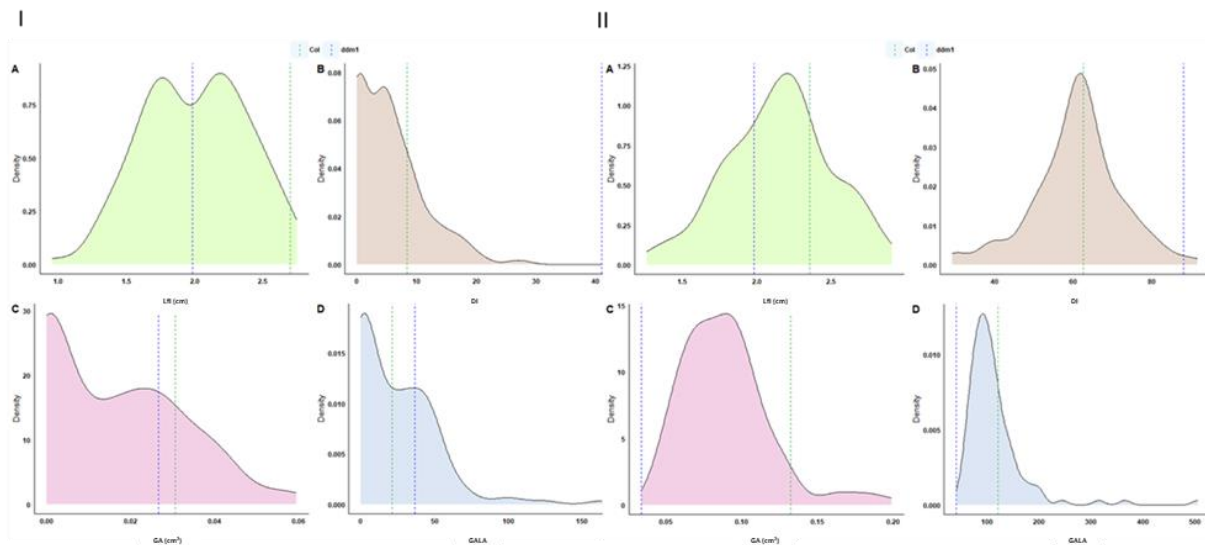 I
II
Col ddm1
Col ddm1
A
B
A
B
Density
0.75
0.50
0.25
0.00
1.0 1.5 2.0 2.5
Lfl (cm)
Density
0.08
0.06
0.04
0.02
0.00
0 10 20 30 40
DI
Density
1.25
1.00
0.75
0.50
0.25
0.00
1.5 2.0 2.5
Lfl (cm)
Density
0.05
0.04
0.03
0.02
0.01
0.00
40 60 80
DI
C
D
C
D
Density
30
20
10
0
0.00 0.02 0.04 0.06
GA (cm²)
Density
0.015
0.010
0.005
0.000
0 50 100 150
GALA
Density
15
10
5
0
0.05 0.10 0.15 0.20
GA (cm²)
Density
0.010
0.005
0.000
100 200 300 400 500
GALA